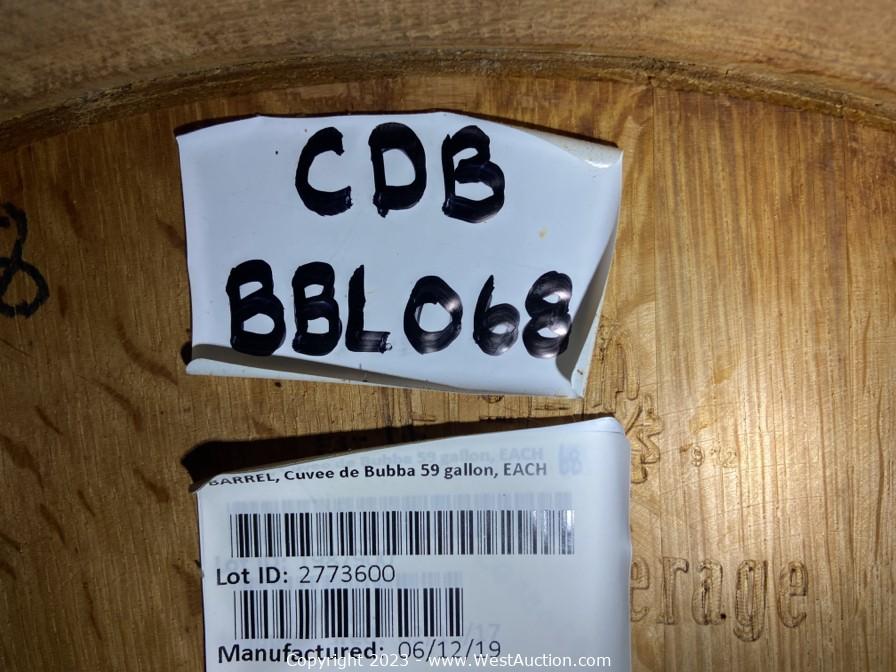 CDB
BBL068
8
BARREL, Cuvee de Bubba 59 gallon, EACH
Lot ID: 2773600
erage
Manufactured: 06/12/19
Copyright 2023 - www.WestAuction.com